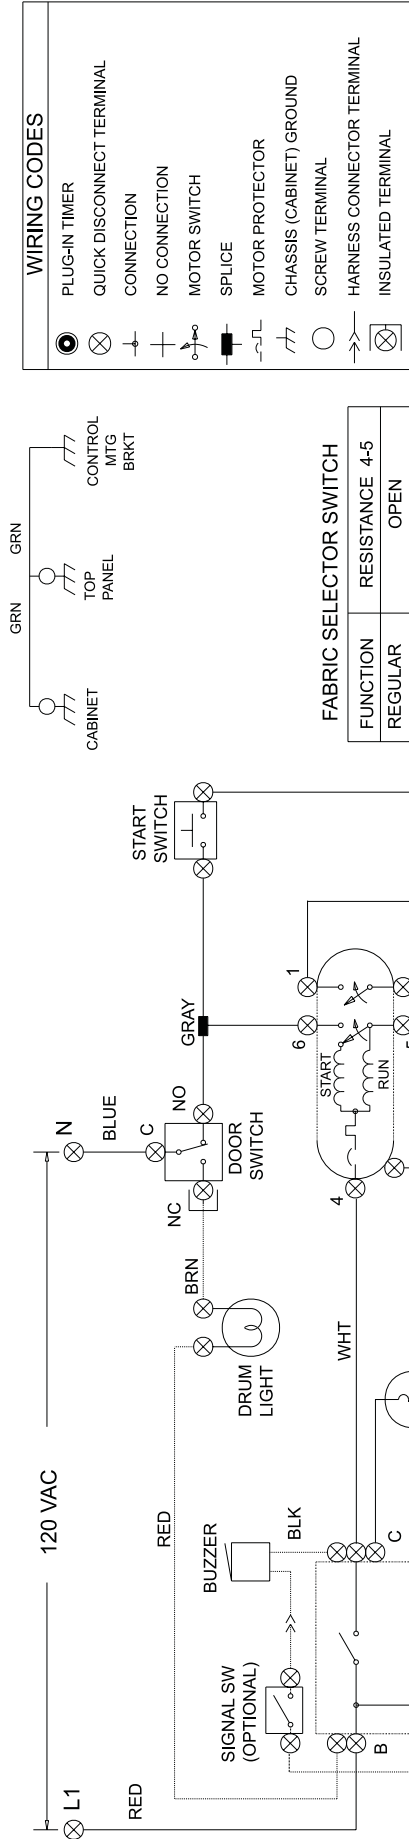 120 VAC
L1
RED
N
BLUE
C
NC
NO
DOOR
SWITCH
GRAY
START
SWITCH
BRN
DRUM
LIGHT
RED
BUZZER
BLK
SIGNAL SW
(OPTIONAL)
B
C
WHT
4
START
RUN
6
1
5
GRN
GRN
CABINET
TOP
PANEL
CONTROL
MTG
BRKT
FABRIC SELECTOR SWITCH
FUNCTION RESISTANCE 4-5
REGULAR OPEN
WIRING CODES
PLUG-IN TIMER
QUICK DISCONNECT TERMINAL
CONNECTION
NO CONNECTION
MOTOR SWITCH
SPLICE
MOTOR PROTECTOR
CHASSIS (CABINET) GROUND
SCREW TERMINAL
HARNESS CONNECTOR TERMINAL
INSULATED TERMINAL